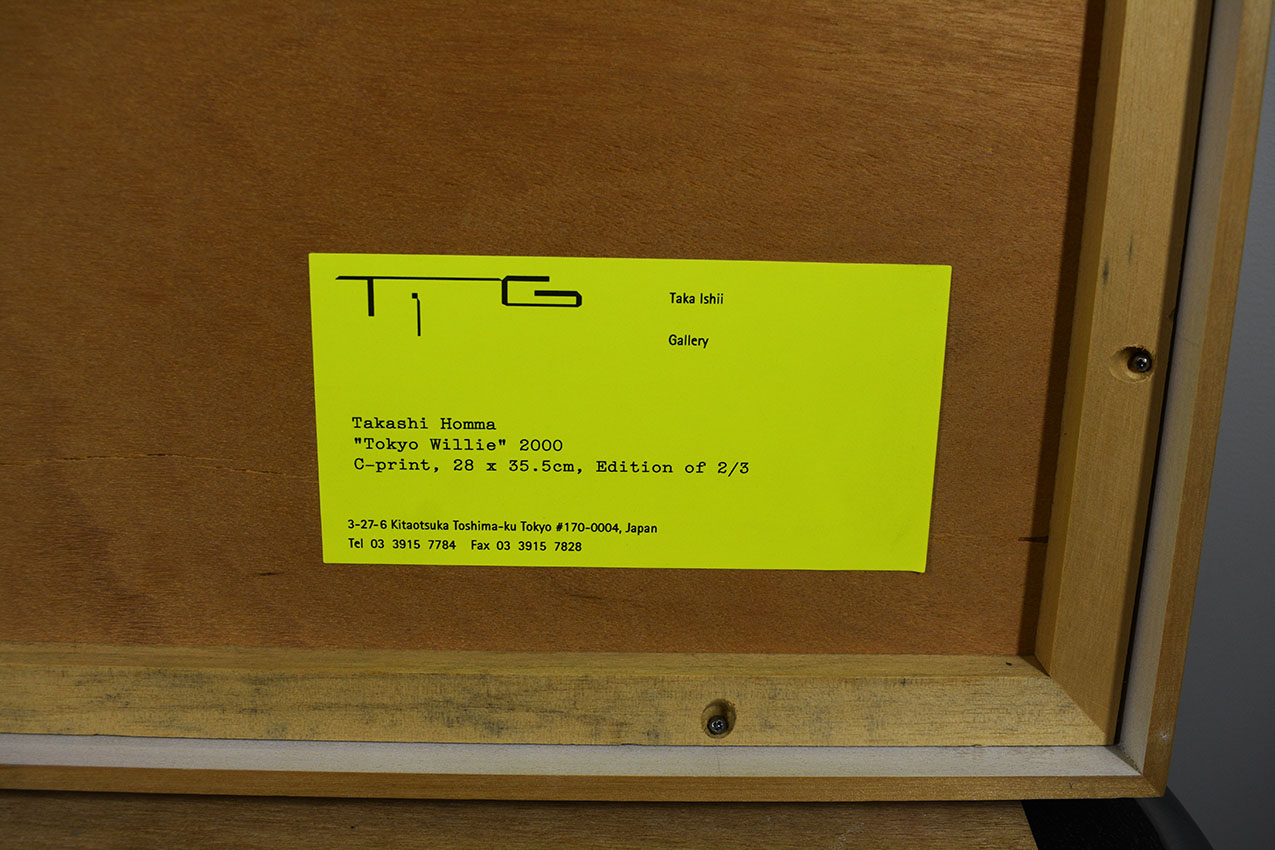 TiG
Taka Ishii
Gallery
Takashi Homma
"Tokyo Willie" 2000
C-print, 28 x 35.5cm, Edition of 2/3
3-27-6 Kitaotsuka Toshima-ku Tokyo #170-0004, Japan
Tel 03 3915 7784 Fax 03 3915 7828